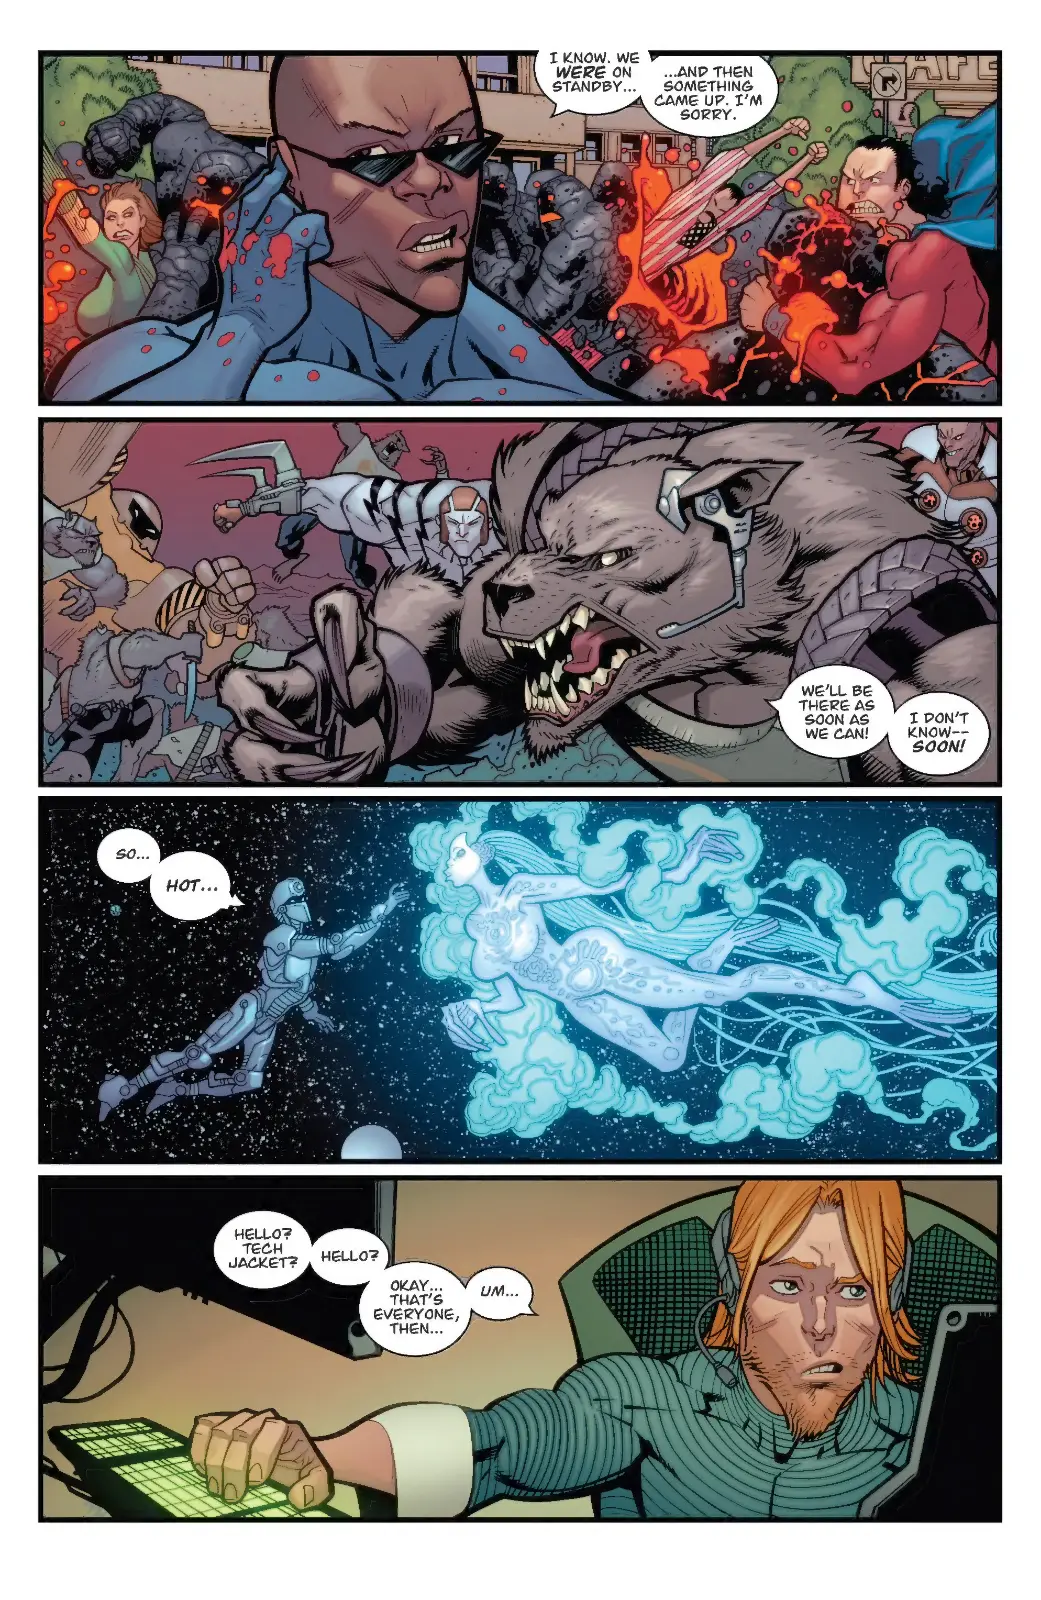 I KNOW. WE
WERE ON
STANDBY...
...AND THEN
SOMETHING
CAME UP. I'M
SORRY.
CAFE
WE'LL BE
THERE AS
SOON AS
WE CAN!
I DON'T
KNOW--
SOON!
SO...
HOT...
HELLO?
TECH
JACKET?
HELLO?
OKAY...
THAT'S
EVERYONE,
THEN...
UM...